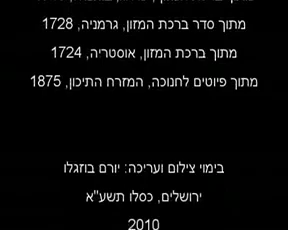 מתוך סדר ברכת המזון, גרמניה, 1728
מתוך ברכת המזון, אוסטריה, 1724
מתוך פיוטים לחנוכה, המזרח התיכון, 1875
בימוי צילום ועריכה: יורם בוזגלו
ירושלים, כסלו תשע"א
2010